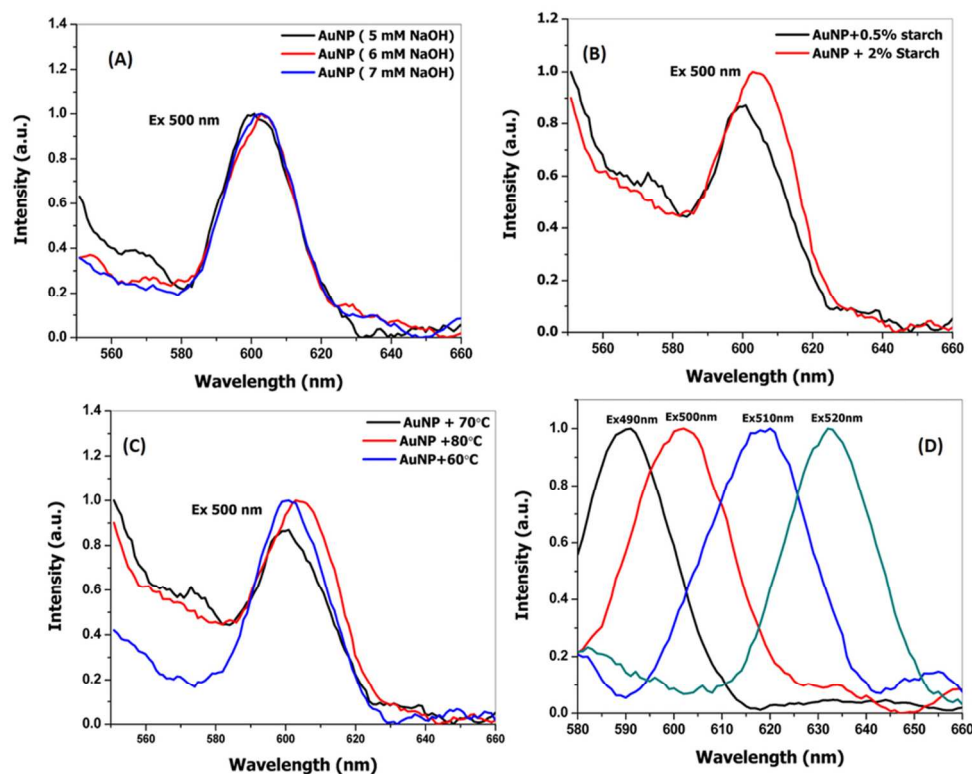 (A)
AuNP ( 5 mM NaOH)
AuNP ( 6 mM NaOH)
AuNP ( 7 mM NaOH)
Ex 500 nm
Intensity (a.u.)
1.4
1.2
1.0
0.8
0.6
0.4
0.2
0.0
560 580 600 620 640 660
Wavelength (nm)
(B)
AuNP+0.5% starch
AuNP + 2% Starch
Ex 500 nm
Intensity (a.u.)
1.2
1.0
0.8
0.6
0.4
0.2
0.0
560 580 600 620 640 660
Wavelength (nm)
(C)
AuNP + 70°C
AuNP +80°C
AuNP+60°C
Ex 500 nm
Intensity (a.u.)
1.4
1.2
1.0
0.8
0.6
0.4
0.2
0.0
540 560 580 600 620 640 660
Wavelength (nm)
Ex490nm Ex500nm Ex510nm Ex520nm
(D)
Intensity (a.u.)
1.0
0.8
0.6
0.4
0.2
0.0
580 590 600 610 620 630 640 650 660
Wavelength (nm)